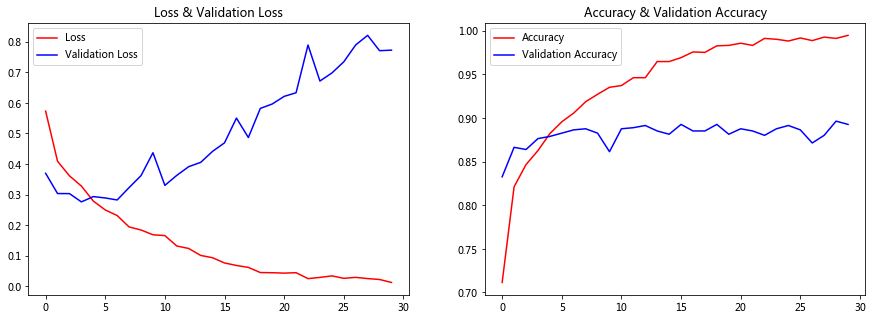 Loss & Validation Loss
Loss
Validation Loss
0.8
0.7
0.6
0.5
0.4
0.3
0.2
0.1
0.0
0 5 10 15 20 25 30
Accuracy & Validation Accuracy
Accuracy
Validation Accuracy
1.00
0.95
0.90
0.85
0.80
0.75
0.70
0 5 10 15 20 25 30